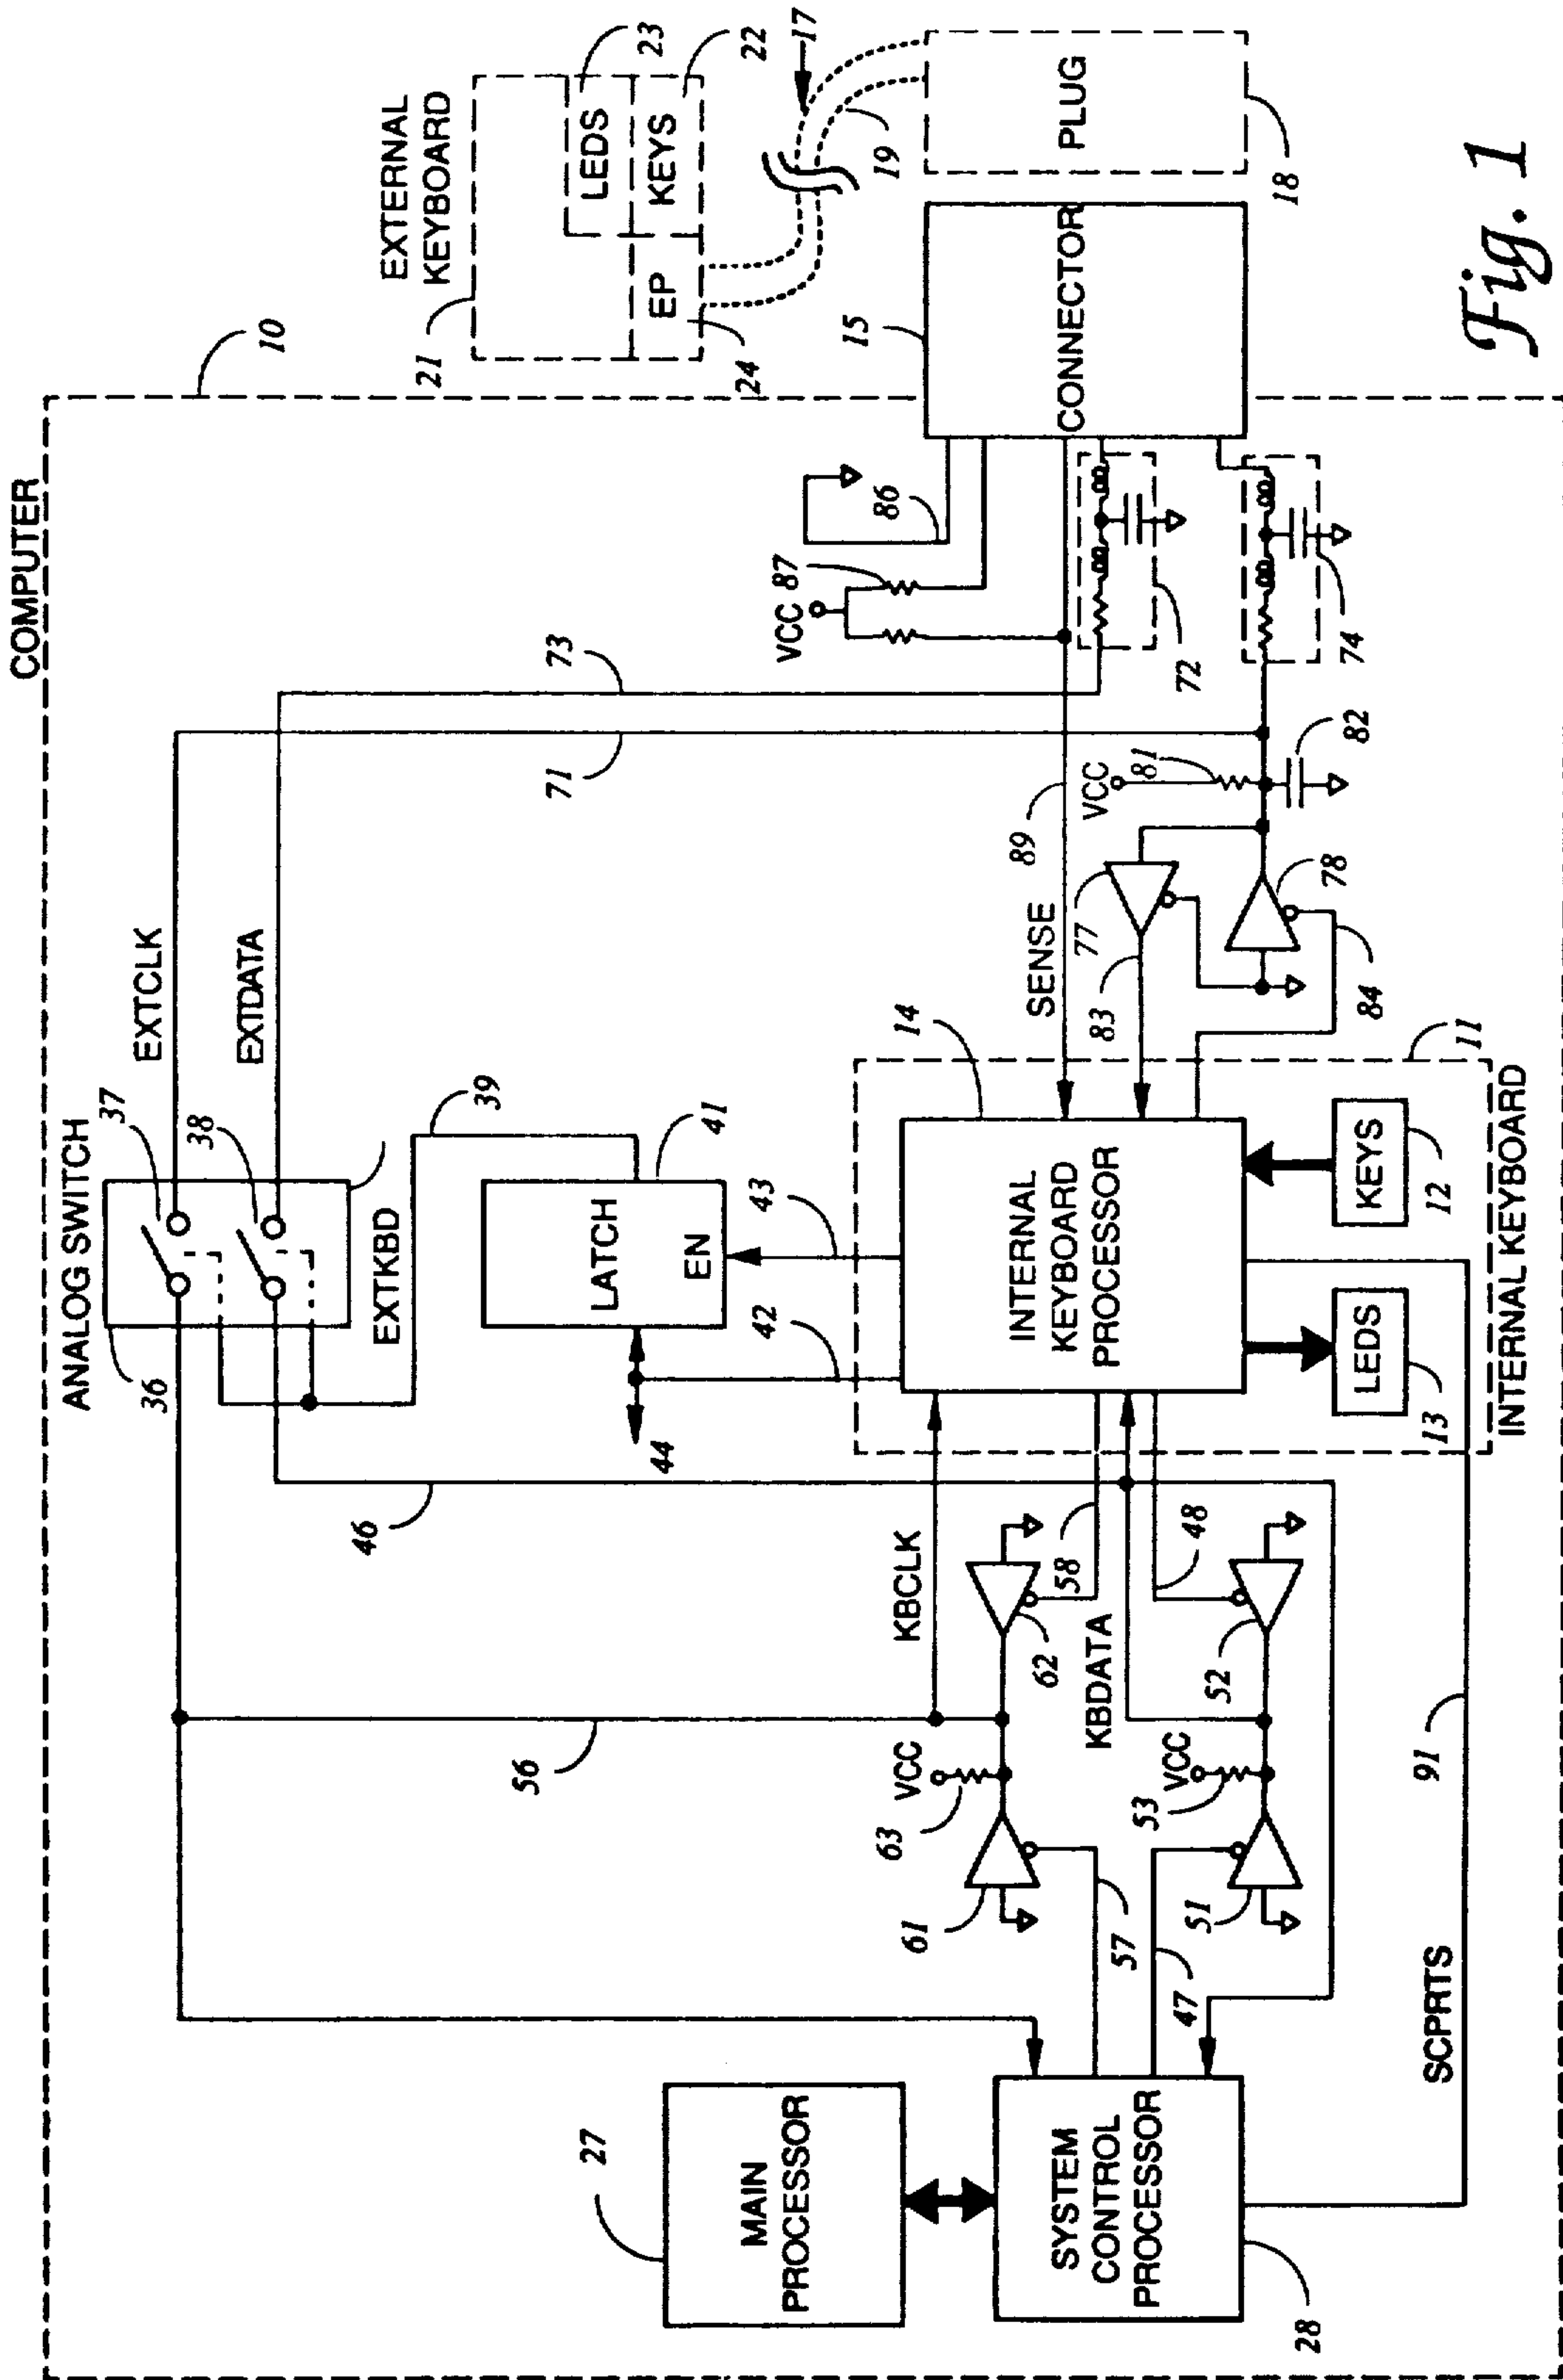 COMPUTER
10
EXTERNAL
KEYBOARD
21
LEDS
23
KEYS
22
EP
24
17
19
PLUG
18
CONNECTOR
15
ANALOG SWITCH
36
37
38
EXTCLK
EXTDATA
EXTKBD
39
LATCH
EN
41
42
43
44
46
56
71
73
VCC
87
86
72
74
89
SENSE
VCC
81
82
77
78
83
84
INTERNAL
KEYBOARD
PROCESSOR
14
KEYS
12
LEDS
13
11
INTERNAL KEYBOARD
KBCLK
58
62
VCC
63
61
57
KBDATA
48
52
VCC
53
51
47
MAIN
PROCESSOR
27
SYSTEM
CONTROL
PROCESSOR
28
SCPRTS
91
Fig. 1